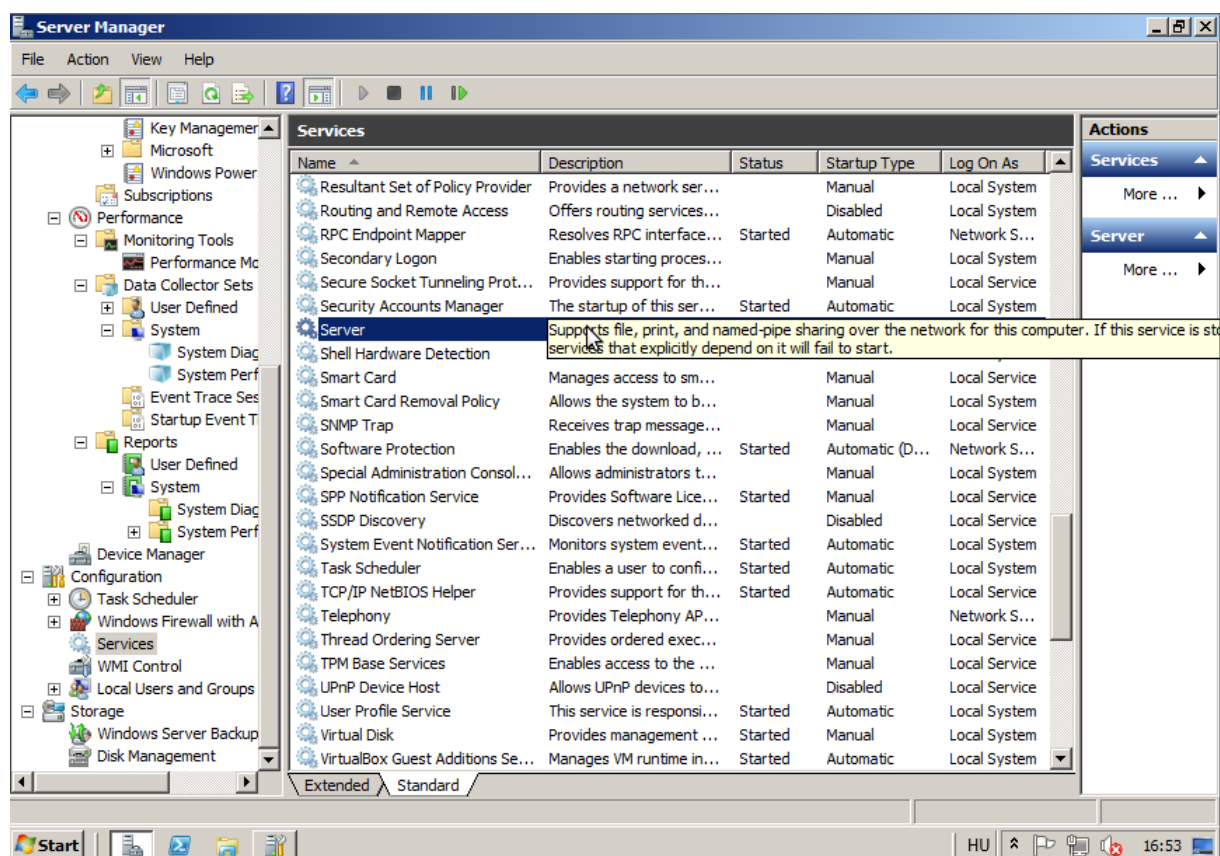 Server Manager
File Action View Help
Key Managemer
Microsoft
Windows Power
Subscriptions
Performance
Monitoring Tools
Performance Mo
Data Collector Sets
User Defined
System
System Diag
System Perf
Event Trace Ses
Startup Event T
Reports
User Defined
System
System Diag
System Perf
Device Manager
Configuration
Task Scheduler
Windows Firewall with A
Services
WMI Control
Local Users and Groups
Storage
Windows Server Backup
Disk Management
Services
Name Description Status Startup Type Log On As
Resultant Set of Policy Provider Provides a network ser... Manual Local System
Routing and Remote Access Offers routing services... Disabled Local System
RPC Endpoint Mapper Resolves RPC interface... Started Automatic Network S...
Secondary Logon Enables starting proces... Manual Local System
Secure Socket Tunneling Prot... Provides support for th... Manual Local Service
Security Accounts Manager The startup of this ser... Started Automatic Local System
Server Supports file, print, and named-pipe sharing over the network for this computer. If this service is sto
Shell Hardware Detection services that explicitly depend on it will fail to start.
Smart Card Manages access to sm... Manual Local Service
Smart Card Removal Policy Allows the system to b... Manual Local System
SNMP Trap Receives trap message... Manual Local Service
Software Protection Enables the download, ... Started Automatic (D... Network S...
Special Administration Consol... Allows administrators t... Manual Local System
SPP Notification Service Provides Software Lice... Started Manual Local Service
SSDP Discovery Discovers networked d... Disabled Local Service
System Event Notification Ser... Monitors system event... Started Automatic Local System
Task Scheduler Enables a user to confi... Started Automatic Local System
TCP/IP NetBIOS Helper Provides support for th... Started Automatic Local Service
Telephony Provides Telephony AP... Manual Network S...
Thread Ordering Server Provides ordered exec... Manual Local Service
TPM Base Services Enables access to the ... Manual Local Service
UPnP Device Host Allows UPnP devices to... Disabled Local Service
User Profile Service This service is responsi... Started Automatic Local System
Virtual Disk Provides management ... Started Manual Local System
VirtualBox Guest Additions Se... Manages VM runtime in... Started Automatic Local System
Extended Standard
Actions
Services
More ...
Server
More ...
Start HU 16:53